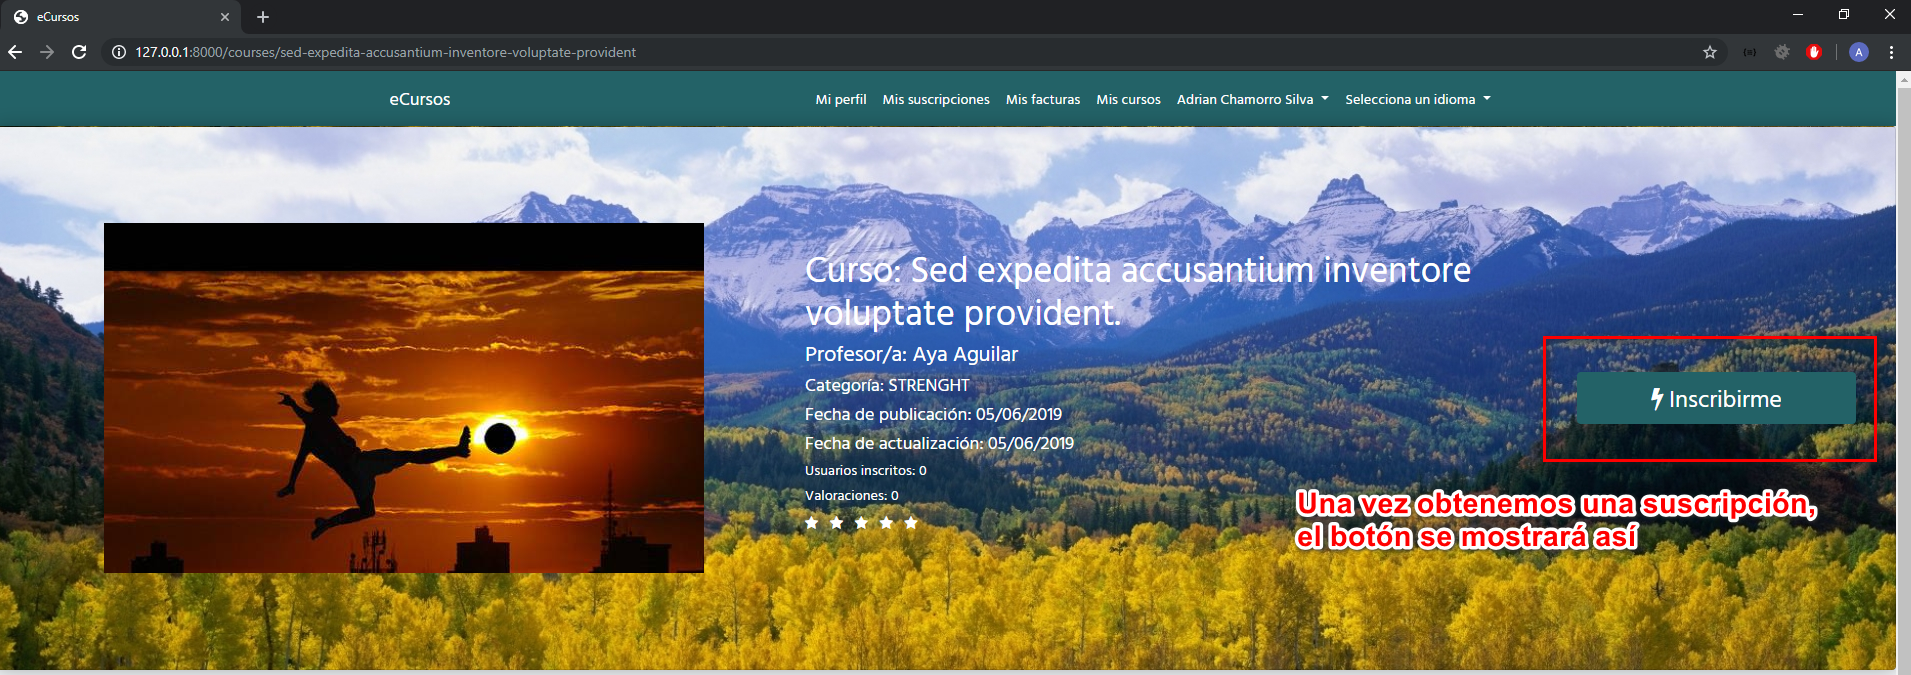 eCursos
127.0.0.1:8000/courses/sed-expedita-accusantium-inventore-voluptate-provident
A
eCursos
Mi perfil Mis suscripciones Mis facturas Mis cursos Adrian Chamorro Silva Selecciona un idioma
Curso: Sed expedita accusantium inventore
voluptate provident.
Profesor/a: Aya Aguilar
Categoría: STRENGHT
Fecha de publicación: 05/06/2019
Fecha de actualización: 05/06/2019
Usuarios inscritos: 0
Valoraciones: 0
Inscribirme
Una vez obtenemos una suscripción,
el botón se mostrará así